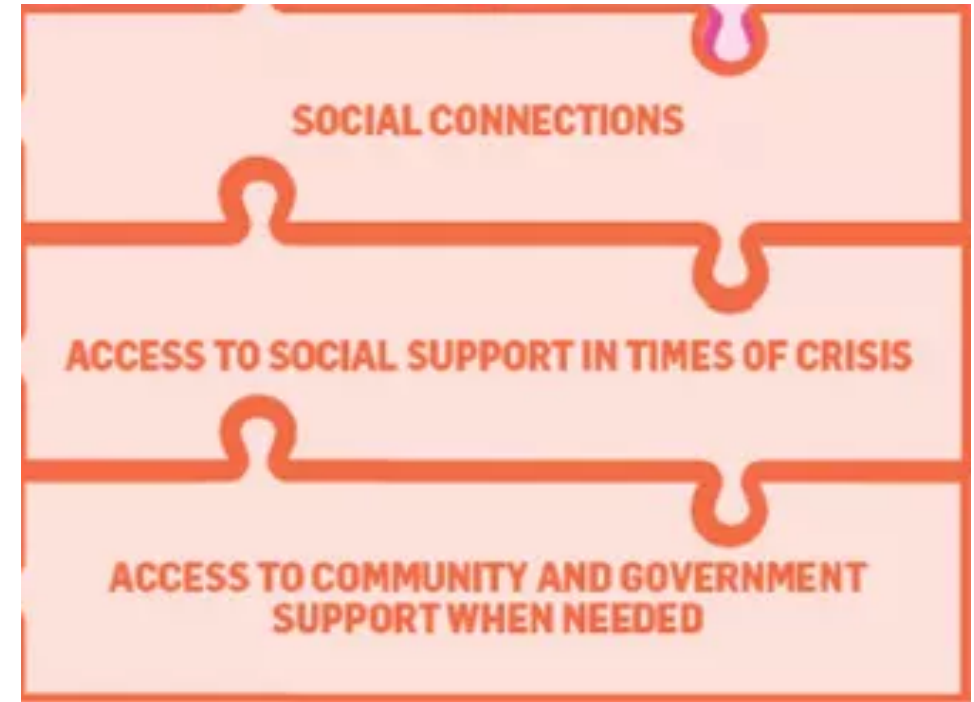 SOCIAL CONNECTIONS
ACCESS TO SOCIAL SUPPORT IN TIMES OF CRISIS
ACCESS TO COMMUNITY AND GOVERNMENT
SUPPORT WHEN NEEDED